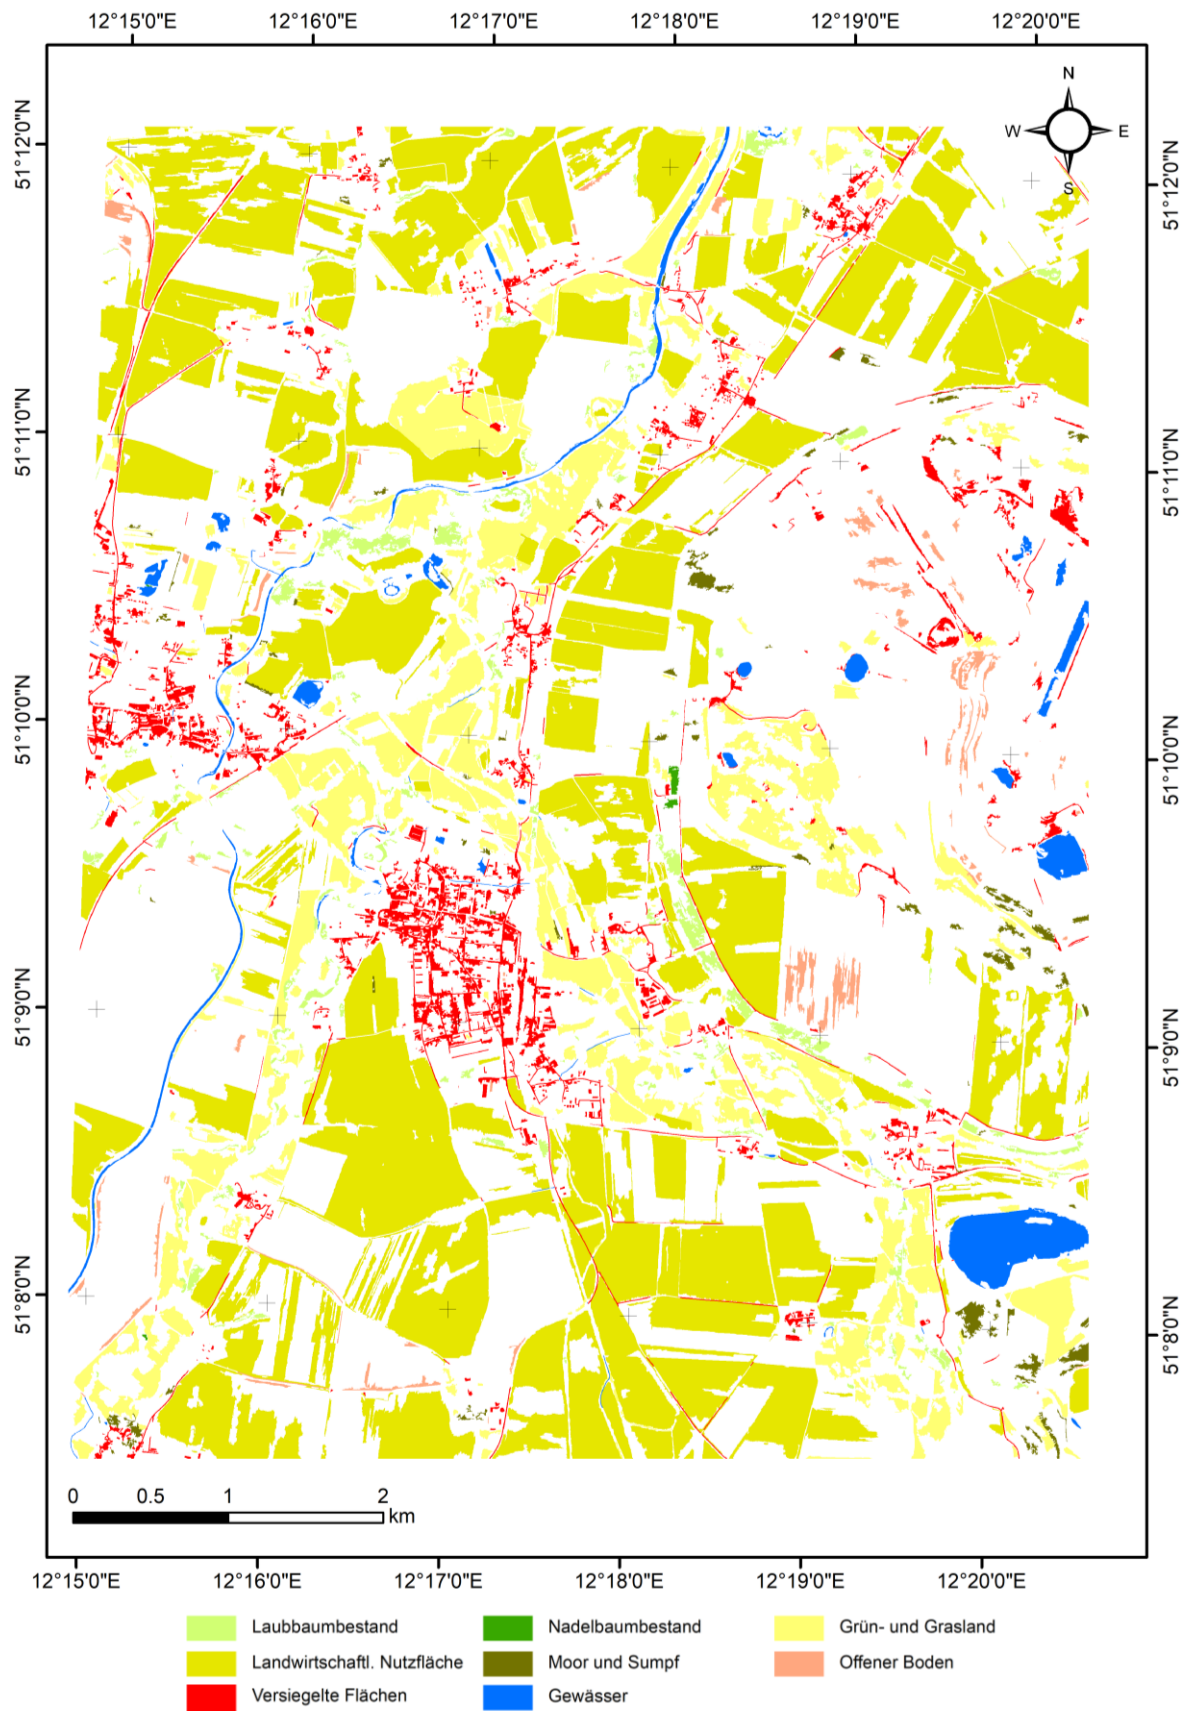 12°15'0"E 12°16'0"E 12°17'0"E 12°18'0"E 12°19'0"E 12°20'0"E
N
W E
S
51°12'0"N
51°11'0"N
51°10'0"N
51°9'0"N
51°8'0"N
51°12'0"N
51°11'0"N
51°10'0"N
51°9'0"N
51°8'0"N
0 0.5 1 2
km
12°15'0"E 12°16'0"E 12°17'0"E 12°18'0"E 12°19'0"E 12°20'0"E
Laubbaumbestand Nadelbaumbestand Grün- und Grasland
Landwirtschaftl. Nutzfläche Moor und Sumpf Offener Boden
Versiegelte Flächen Gewässer